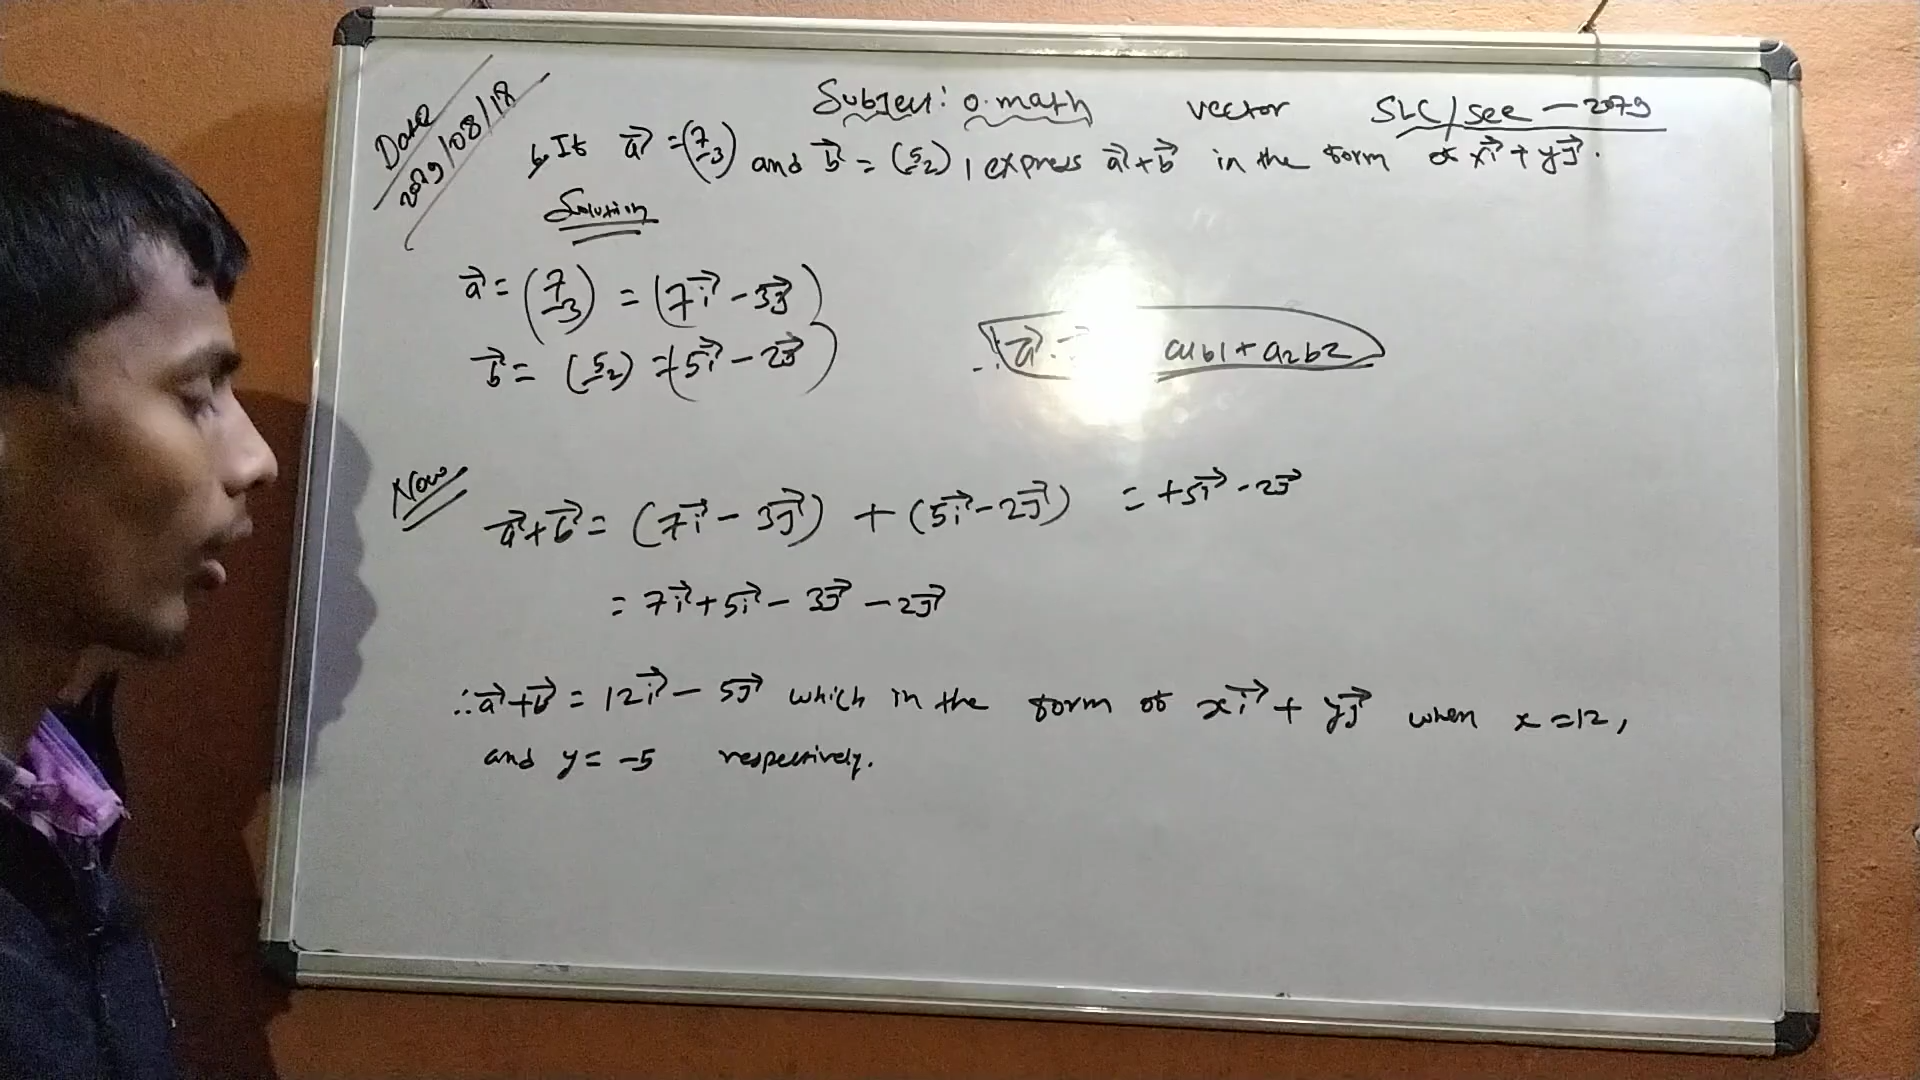 Date
2079/08/18
Subject: O.math vector SLC/SEE - 2079
b. If a⃗ = (7 -3) and b⃗ = (5 -2), express a⃗ + b⃗ in the form of xi⃗ + yj⃗.
Solution
a⃗ = (7 -3) = (7i⃗ - 3j⃗)
b⃗ = (5 -2) = (5i⃗ - 2j⃗)
∴ a⃗ . a1b1 + a2b2
Now
a⃗ + b⃗ = (7i⃗ - 3j⃗) + (5i⃗ - 2j⃗) = +5i⃗ - 2j⃗
= 7i⃗ + 5i⃗ - 3j⃗ - 2j⃗
∴ a⃗ + b⃗ = 12i⃗ - 5j⃗ which in the form of xi⃗ + yj⃗ when x = 12,
and y = -5 respectively.